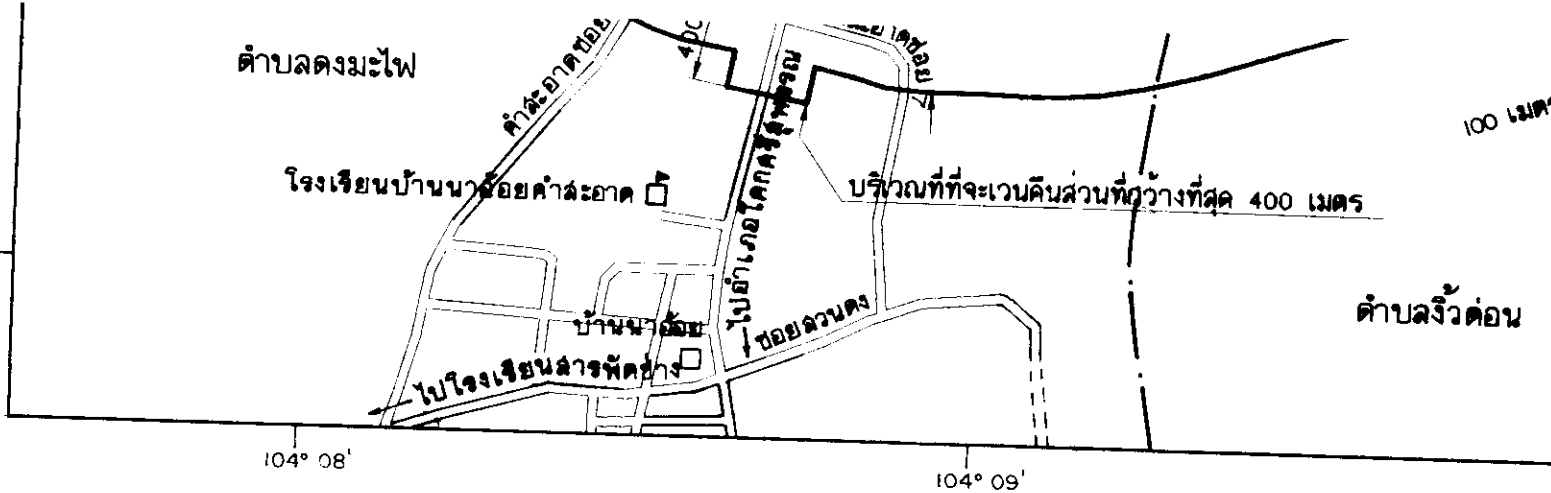 ตำบลดงมะไฟ
คำสะอาดซอย
400
สะอาดซอย 7
100 เมตร
โรงเรียนบ้านนาอ้อยคำสะอาด
ไปอำเภอโคกศรีสุพรรณ
บริเวณที่ที่จะเวนคืนส่วนที่กว้างที่สุด 400 เมตร
ตำบลงิ้วด่อน
บ้านนาอ้อย
ซอยสวนตง
ไปโรงเรียนสารพัดช่าง
104° 08'
104° 09'